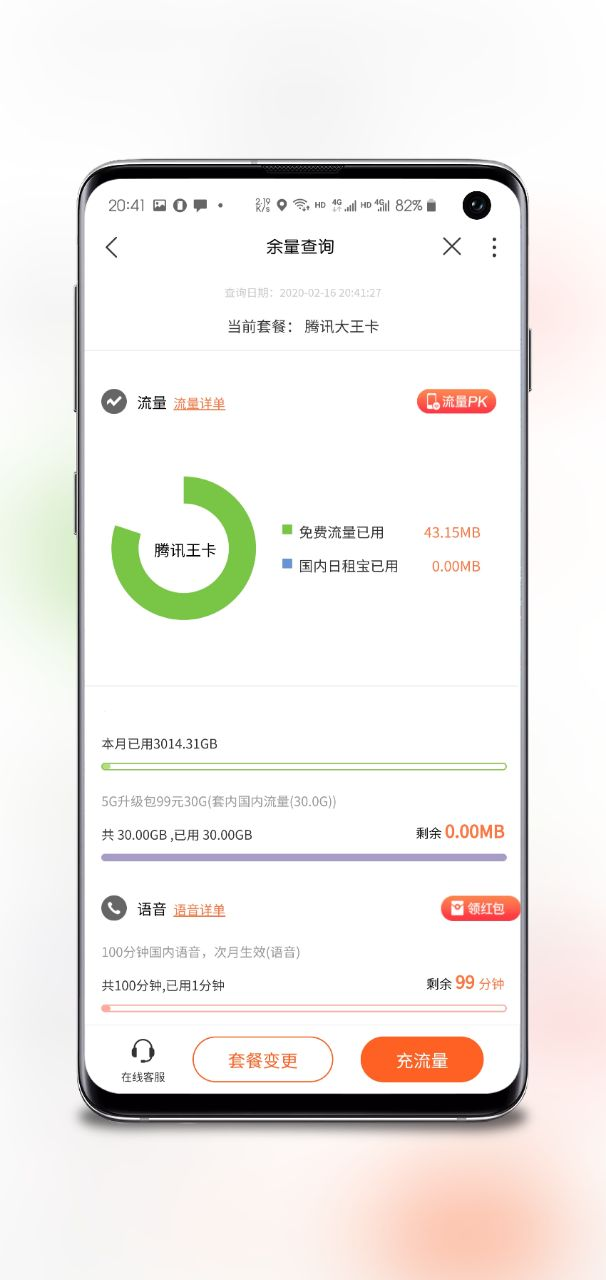 20:41
2.19 K/s HD 4G HD 4G 82%
余量查询
查询日期：2020-02-16 20:41:27
当前套餐： 腾讯大王卡
流量 流量详单 流量PK
腾讯王卡
免费流量已用 43.15MB
国内日租宝已用 0.00MB
本月已用3014.31GB
5G升级包99元30G(套内国内流量(30.0G))
共 30.00GB ,已用 30.00GB 剩余 0.00MB
语音 语音详单 领红包
100分钟国内语音，次月生效(语音)
共100分钟,已用1分钟 剩余 99 分钟
在线客服
套餐变更
充流量